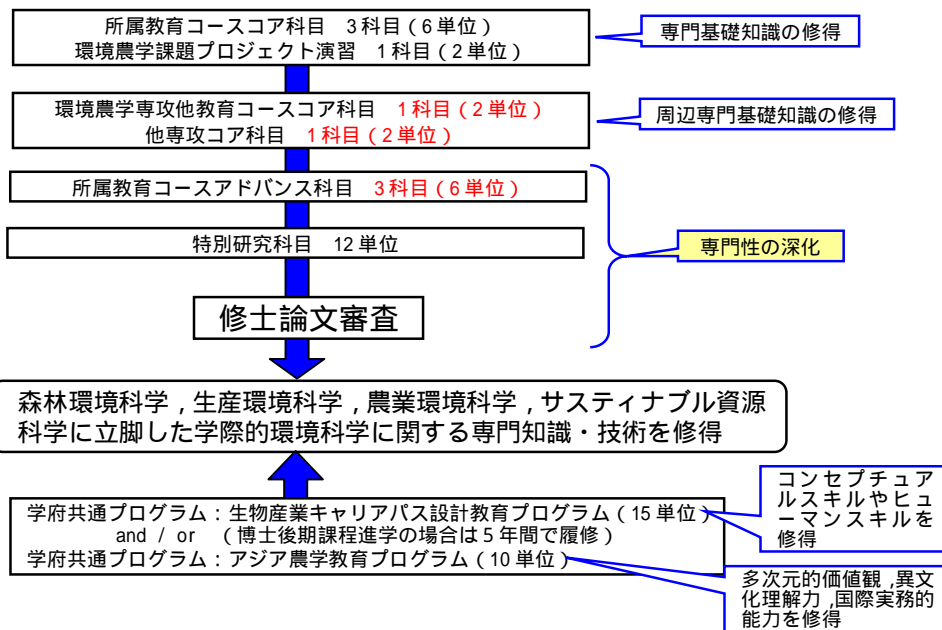 所属教育コースコア科目　3科目（6単位）
環境農学課題プロジェクト演習　1科目（2単位）
専門基礎知識の修得
環境農学専攻他教育コースコア科目　1科目（2単位）
他専攻コア科目　1科目（2単位）
周辺専門基礎知識の修得
所属教育コースアドバンス科目　3科目（6単位）
特別研究科目　12単位
専門性の深化
修士論文審査
森林環境科学，生産環境科学，農業環境科学，サスティナブル資源
科学に立脚した学際的環境科学に関する専門知識・技術を修得
学府共通プログラム：生物産業キャリアパス設計教育プログラム（15単位）
and / or　（博士後期課程進学の場合は5年間で履修）
学府共通プログラム：アジア農学教育プログラム（10単位）
コンセプチュア
ルスキルやヒュ
ーマンスキルを
修得
多次元的価値観，異文
化理解力，国際実務的
能力を修得